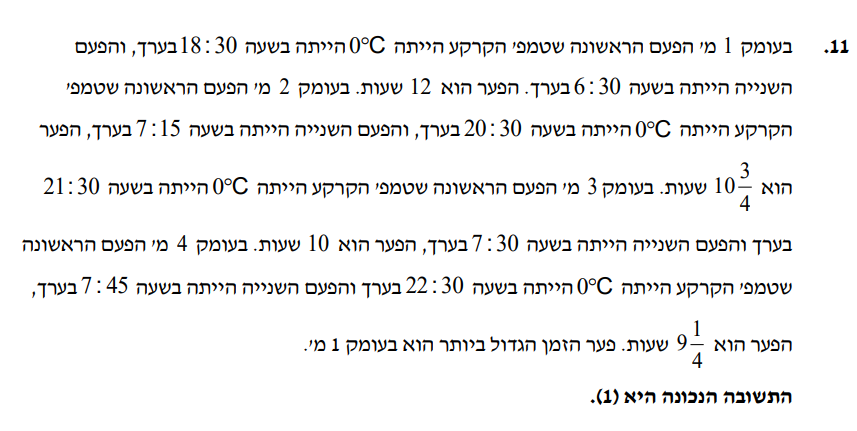 11. בעומק 1 מ׳ הפעם הראשונה שטמפ׳ הקרקע הייתה 0°C הייתה בשעה 18:30 בערך, והפעם
השנייה הייתה בשעה 6:30 בערך. הפער הוא 12 שעות. בעומק 2 מ׳ הפעם הראשונה שטמפ׳
הקרקע הייתה 0°C הייתה בשעה 20:30 בערך, והפעם השנייה הייתה בשעה 7:15 בערך, הפער
הוא 10 3/4 שעות. בעומק 3 מ׳ הפעם הראשונה שטמפ׳ הקרקע הייתה 0°C הייתה בשעה 21:30
בערך והפעם השנייה הייתה בשעה 7:30 בערך, הפער הוא 10 שעות. בעומק 4 מ׳ הפעם הראשונה
שטמפ׳ הקרקע הייתה 0°C הייתה בשעה 22:30 בערך והפעם השנייה הייתה בשעה 7:45 בערך,
הפער הוא 9 1/4 שעות. פער הזמן הגדול ביותר הוא בעומק 1 מ׳.
התשובה הנכונה היא (1).